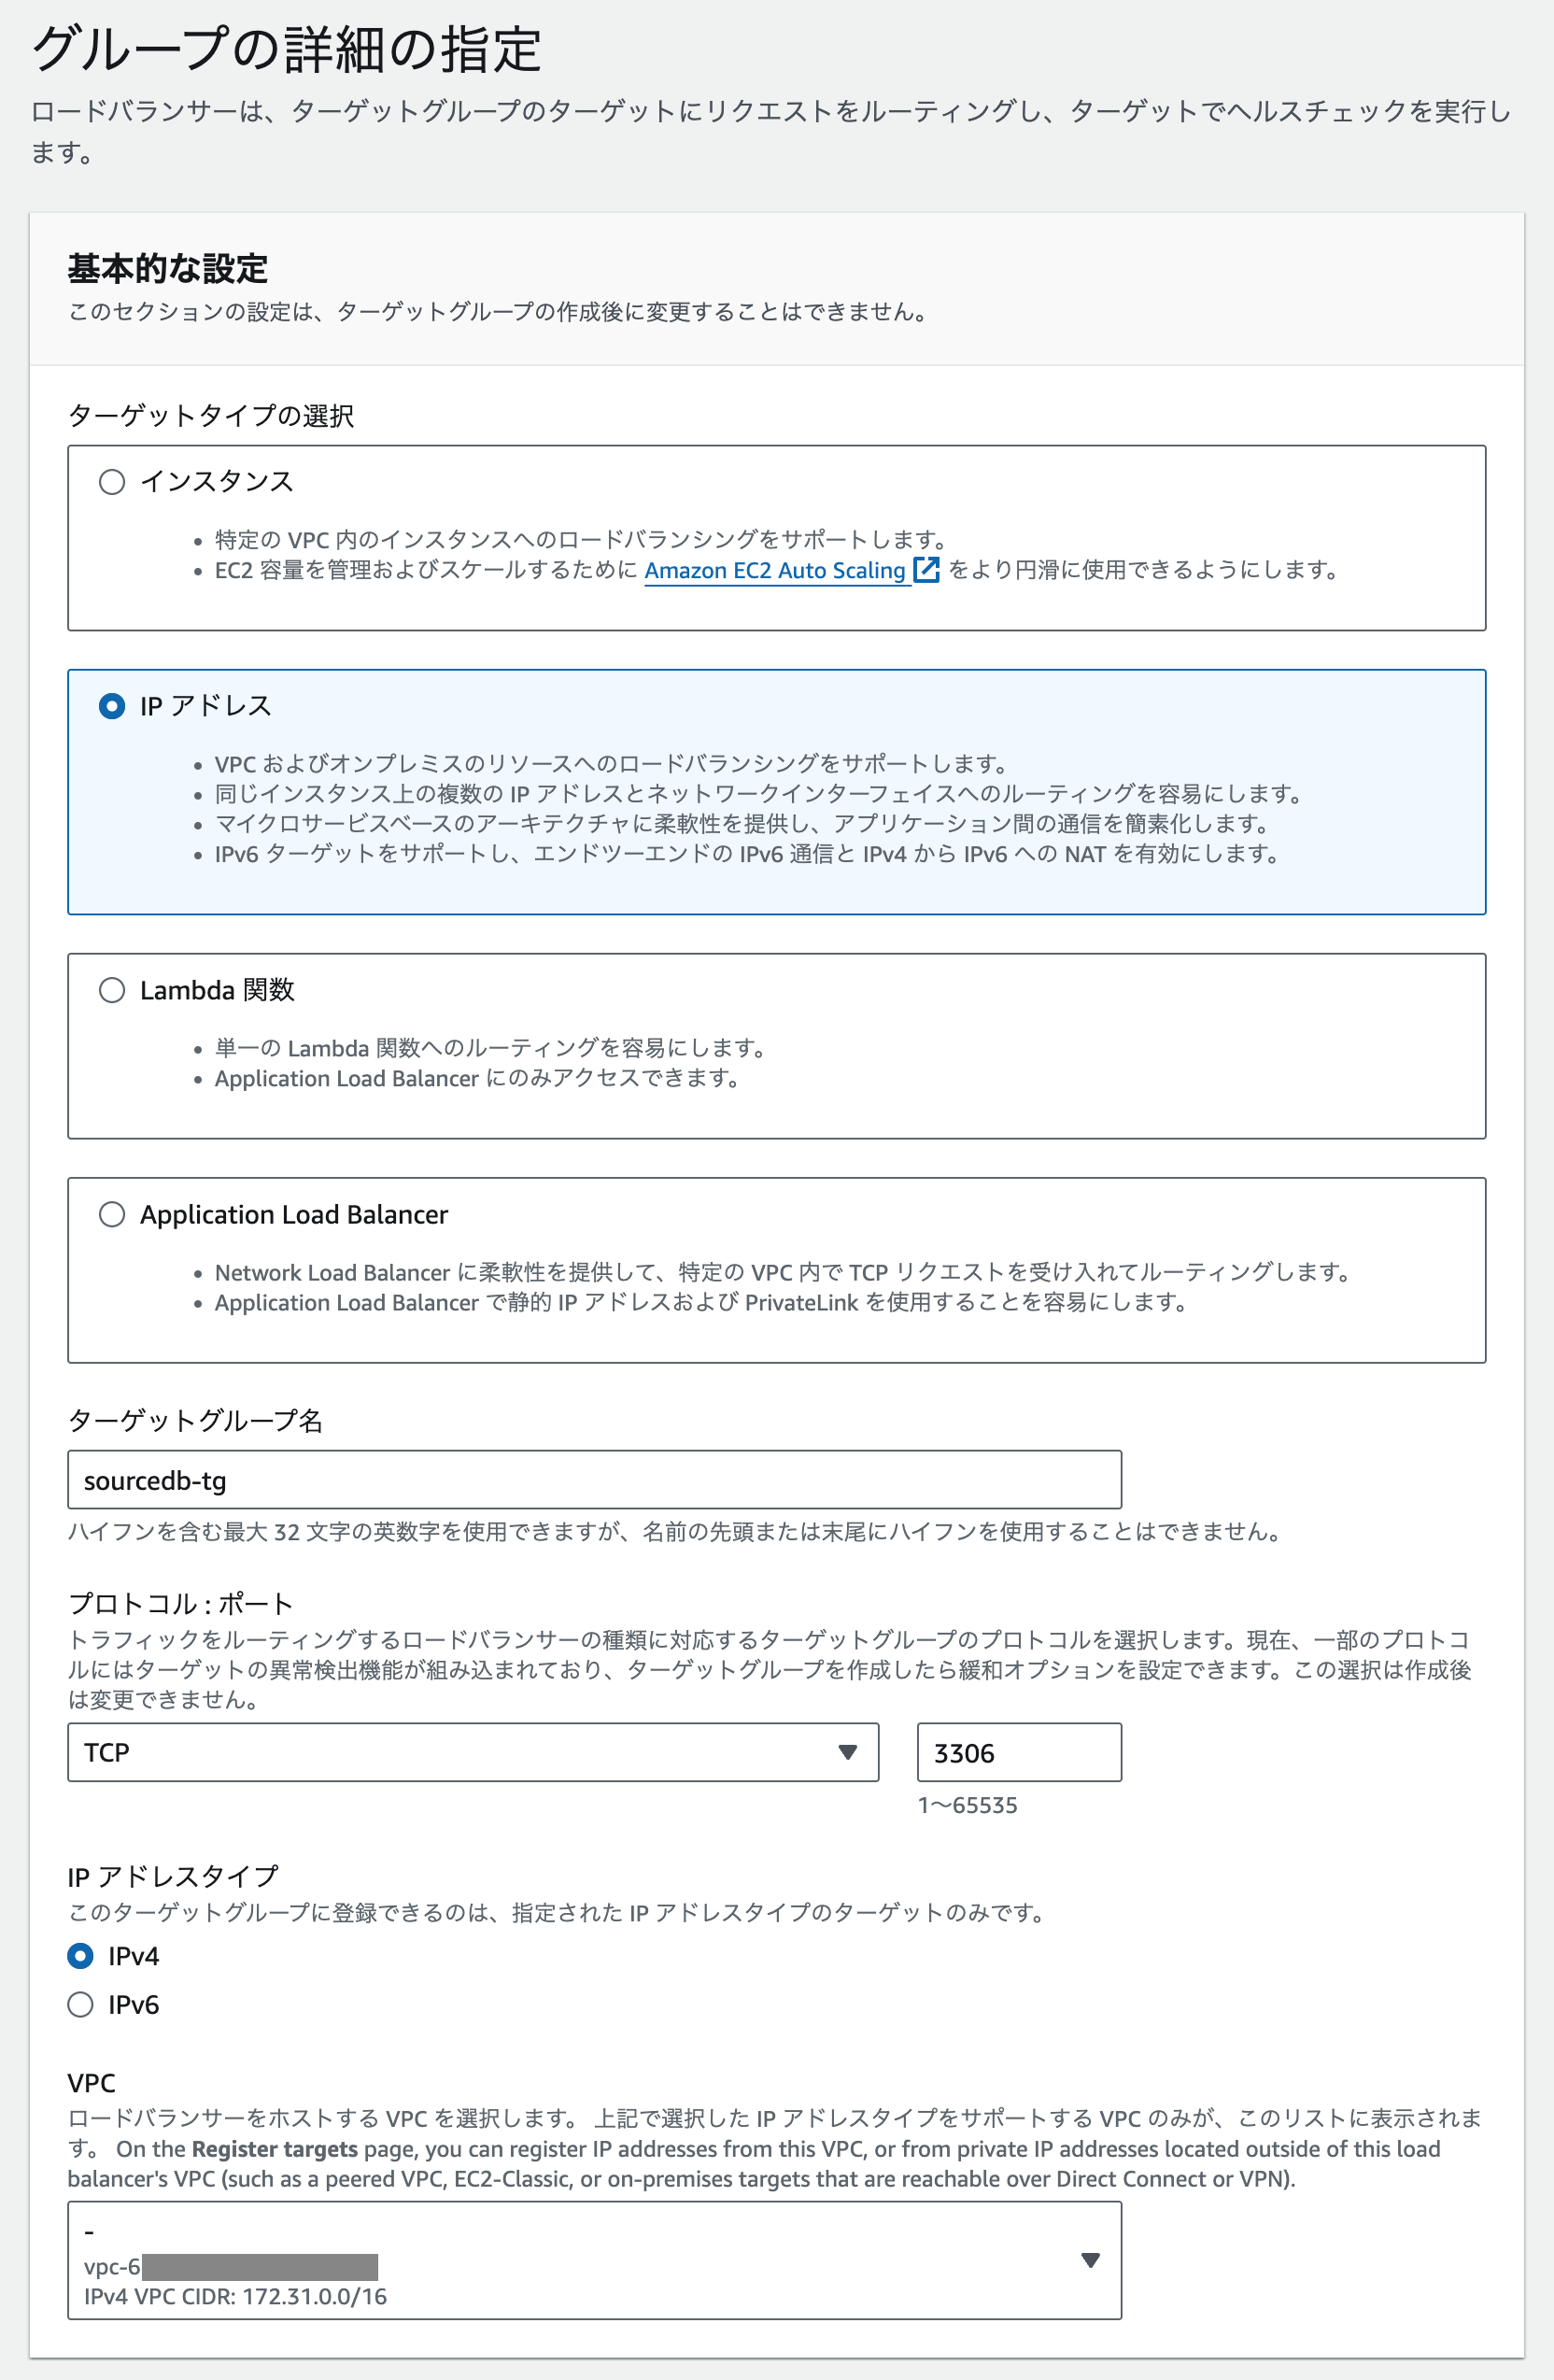 グループの詳細の指定
ロードバランサーは、ターゲットグループのターゲットにリクエストをルーティングし、ターゲットでヘルスチェックを実行し
ます。
基本的な設定
このセクションの設定は、ターゲットグループの作成後に変更することはできません。
ターゲットタイプの選択
インスタンス
特定の VPC 内のインスタンスへのロードバランシングをサポートします。
EC2 容量を管理およびスケールするために Amazon EC2 Auto Scaling をより円滑に使用できるようにします。
IP アドレス
VPC およびオンプレミスのリソースへのロードバランシングをサポートします。
同じインスタンス上の複数の IP アドレスとネットワークインターフェイスへのルーティングを容易にします。
マイクロサービスベースのアーキテクチャに柔軟性を提供し、アプリケーション間の通信を簡素化します。
IPv6 ターゲットをサポートし、エンドツーエンドの IPv6 通信と IPv4 から IPv6 への NAT を有効にします。
Lambda 関数
単一の Lambda 関数へのルーティングを容易にします。
Application Load Balancer にのみアクセスできます。
Application Load Balancer
Network Load Balancer に柔軟性を提供して、特定の VPC 内で TCP リクエストを受け入れてルーティングします。
Application Load Balancer で静的 IP アドレスおよび PrivateLink を使用することを容易にします。
ターゲットグループ名
sourcedb-tg
ハイフンを含む最大 32 文字の英数字を使用できますが、名前の先頭または末尾にハイフンを使用することはできません。
プロトコル : ポート
トラフィックをルーティングするロードバランサーの種類に対応するターゲットグループのプロトコルを選択します。現在、一部のプロトコ
ルにはターゲットの異常検出機能が組み込まれており、ターゲットグループを作成したら緩和オプションを設定できます。この選択は作成後
は変更できません。
TCP
3306
1～65535
IP アドレスタイプ
このターゲットグループに登録できるのは、指定された IP アドレスタイプのターゲットのみです。
IPv4
IPv6
VPC
ロードバランサーをホストする VPC を選択します。 上記で選択した IP アドレスタイプをサポートする VPC のみが、このリストに表示されま
す。 On the Register targets page, you can register IP addresses from this VPC, or from private IP addresses located outside of this load
balancer's VPC (such as a peered VPC, EC2-Classic, or on-premises targets that are reachable over Direct Connect or VPN).
-
vpc-6
IPv4 VPC CIDR: 172.31.0.0/16